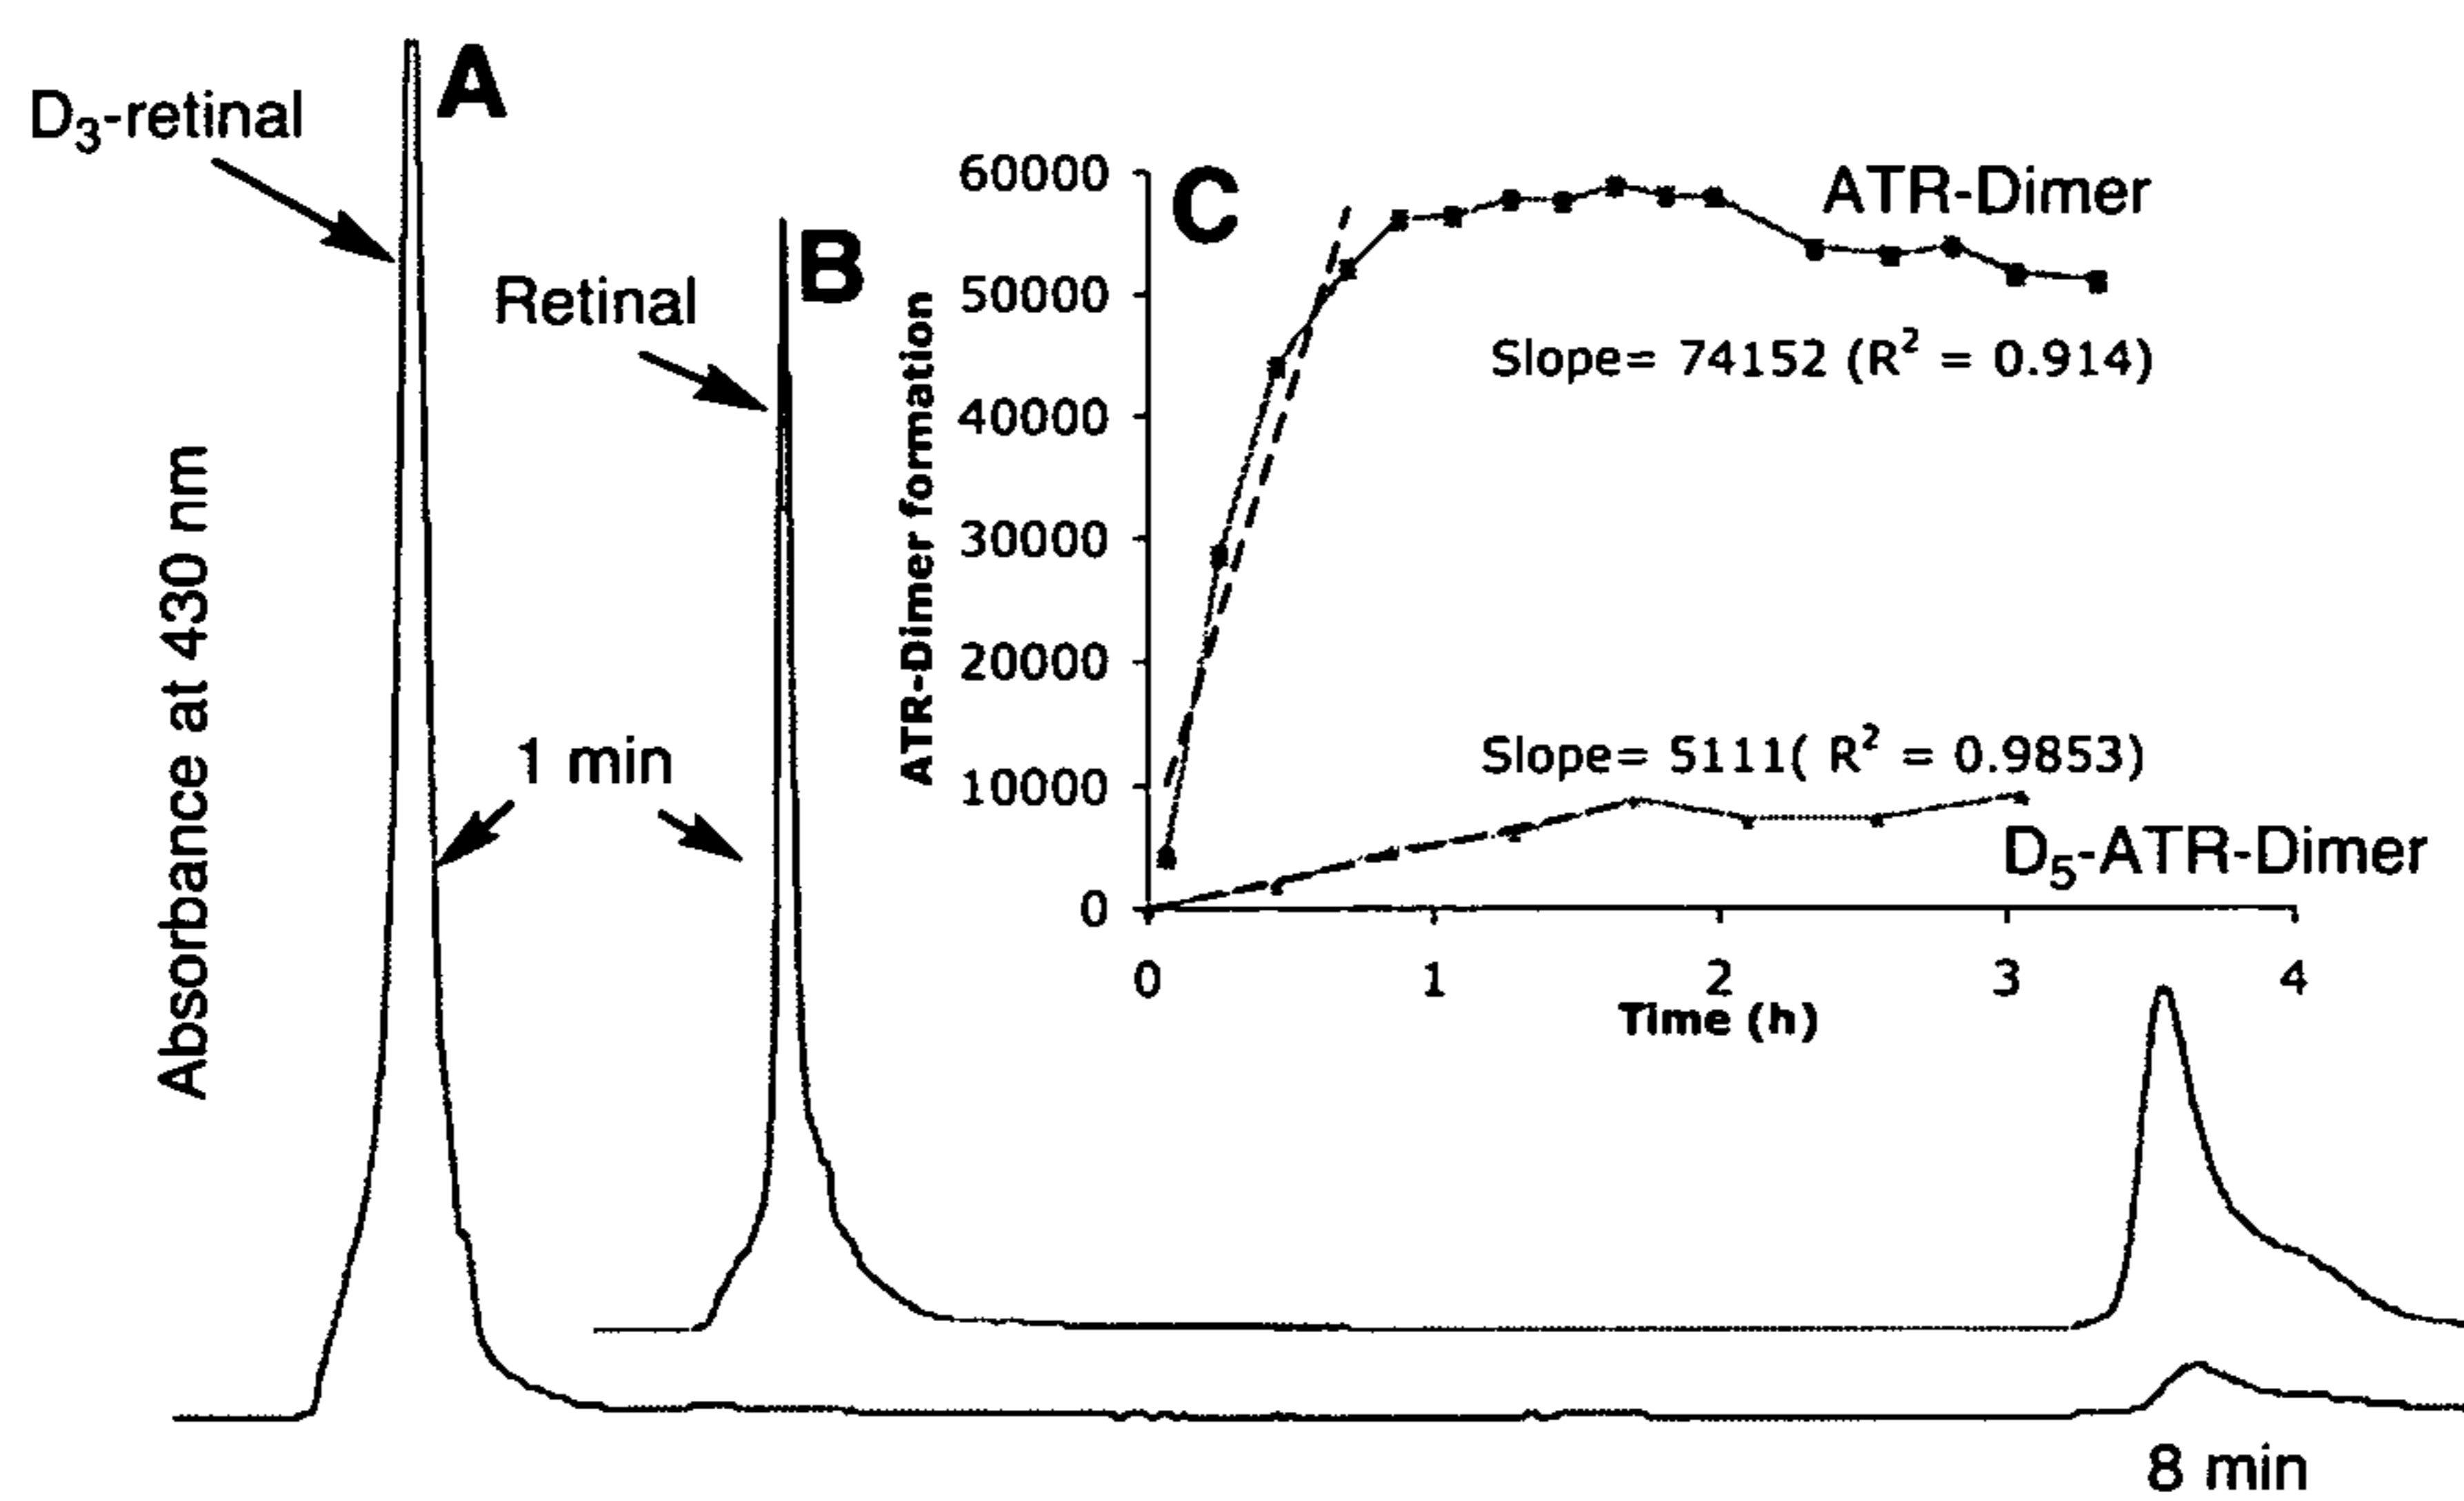 A
D3-retinal
B
Retinal
1 min
Absorbance at 430 nm
C
ATR-Dimer formation
60000
50000
40000
30000
20000
10000
0
ATR-Dimer
Slope= 74152 (R² = 0.914)
Slope= 5111( R² = 0.9853)
D5-ATR-Dimer
0 1 2 3 4
Time (h)
8 min